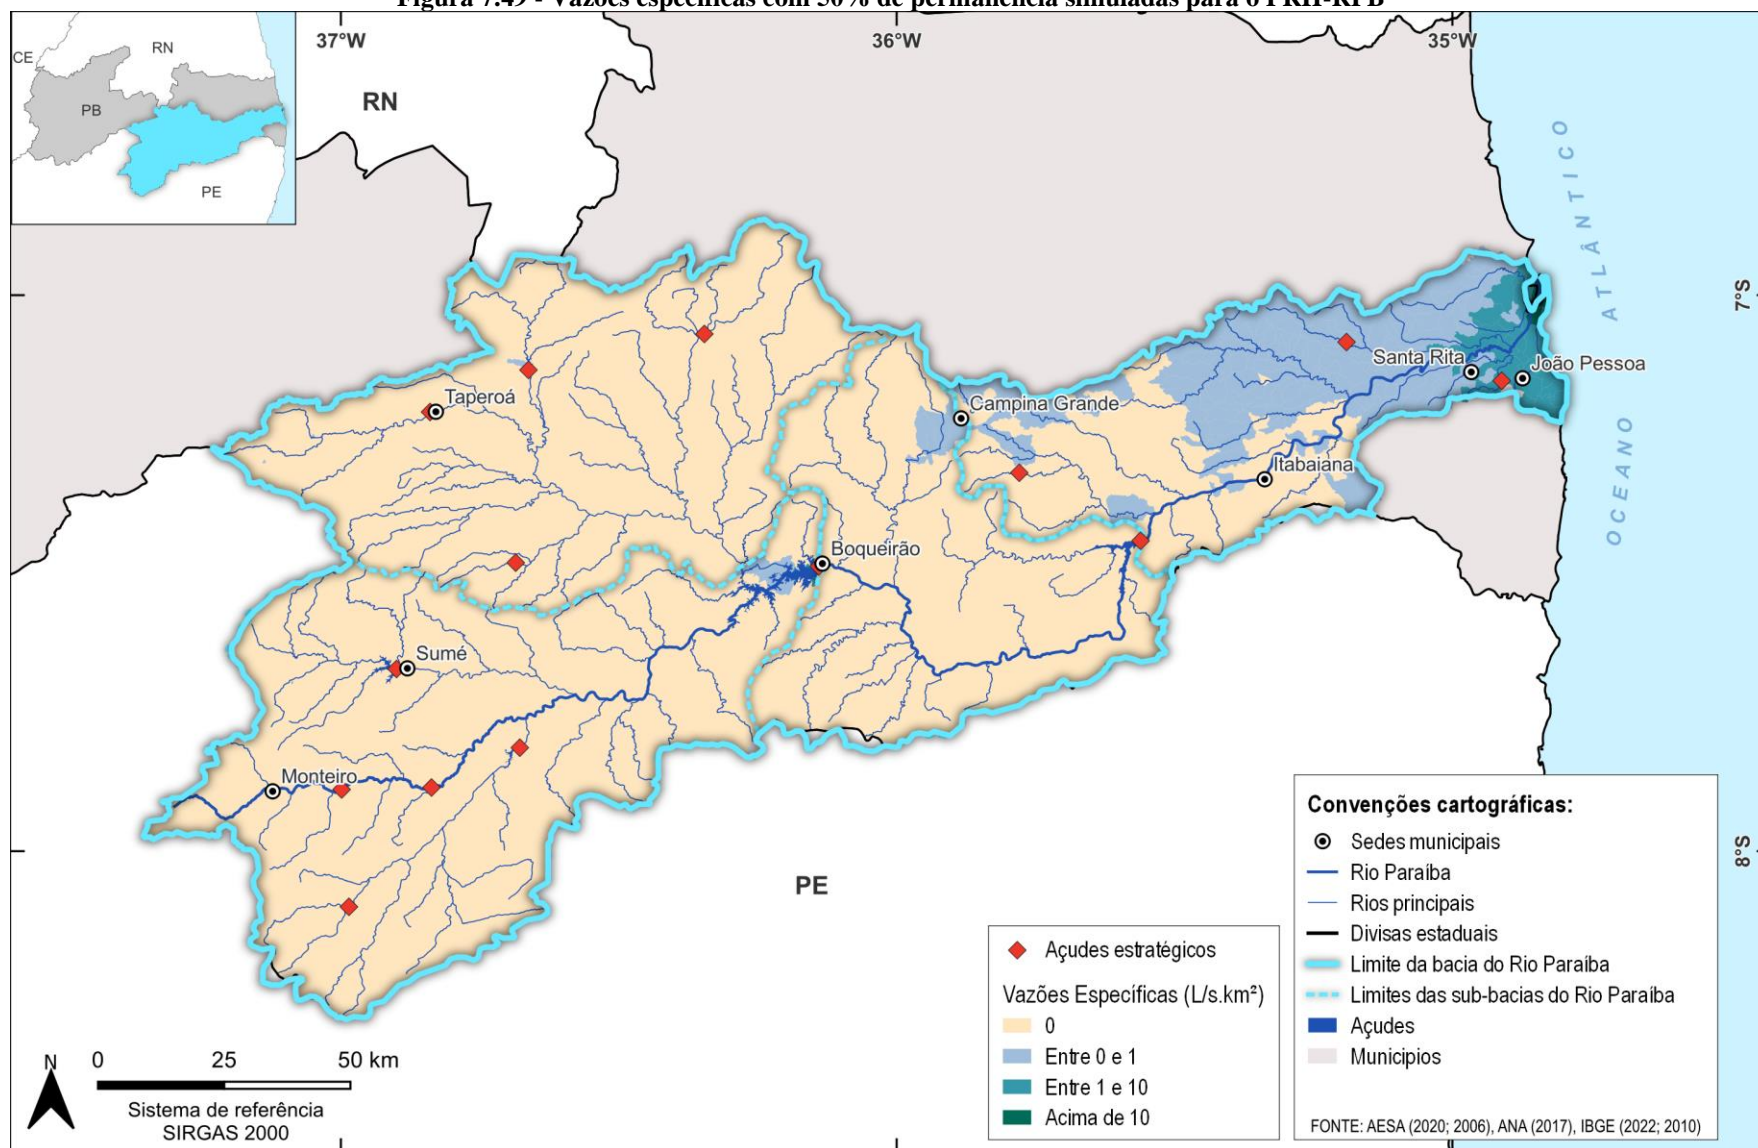 Figura 7.49 - Vazões específicas com 50% de permanência simuladas para o PRH-RPB
37°W
36°W
35°W
CE
RN
PB
PE
RN
OCEANO ATLÂNTICO
7°S
Santa Rita
João Pessoa
Taperoá
Campina Grande
Itabaiana
Boqueirão
Sumé
Monteiro
PE
8°S
Convenções cartográficas:
Sedes municipais
Rio Paraíba
Rios principais
Divisas estaduais
Limite da bacia do Rio Paraíba
Limites das sub-bacias do Rio Paraíba
Açudes
Municipios
FONTE: AESA (2020; 2006), ANA (2017), IBGE (2022; 2010)
Açudes estratégicos
Vazões Específicas (L/s.km²)
0
Entre 0 e 1
Entre 1 e 10
Acima de 10
N
0 25 50 km
Sistema de referência
SIRGAS 2000